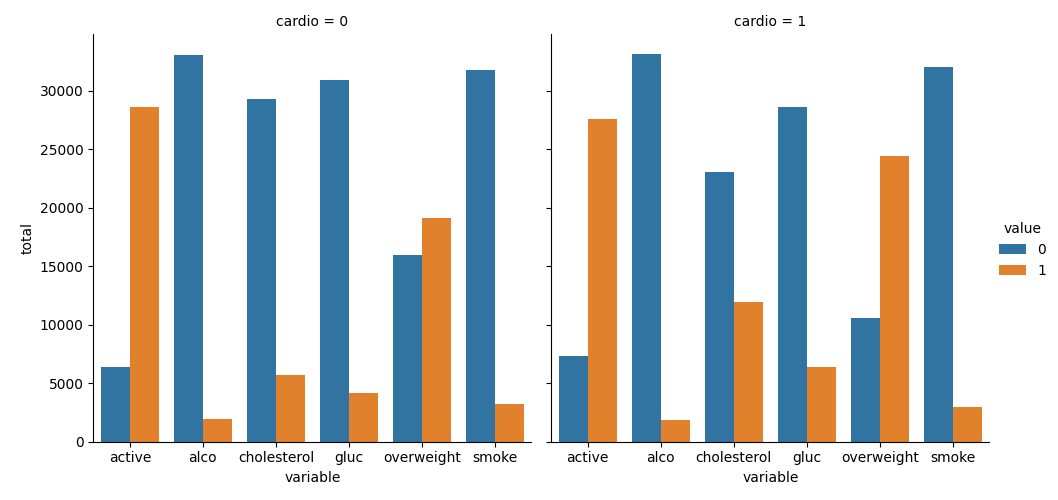 cardio = 0
cardio = 1
total
30000
25000
20000
15000
10000
5000
0
active alco cholesterol gluc overweight smoke
variable
active alco cholesterol gluc overweight smoke
variable
value
0
1